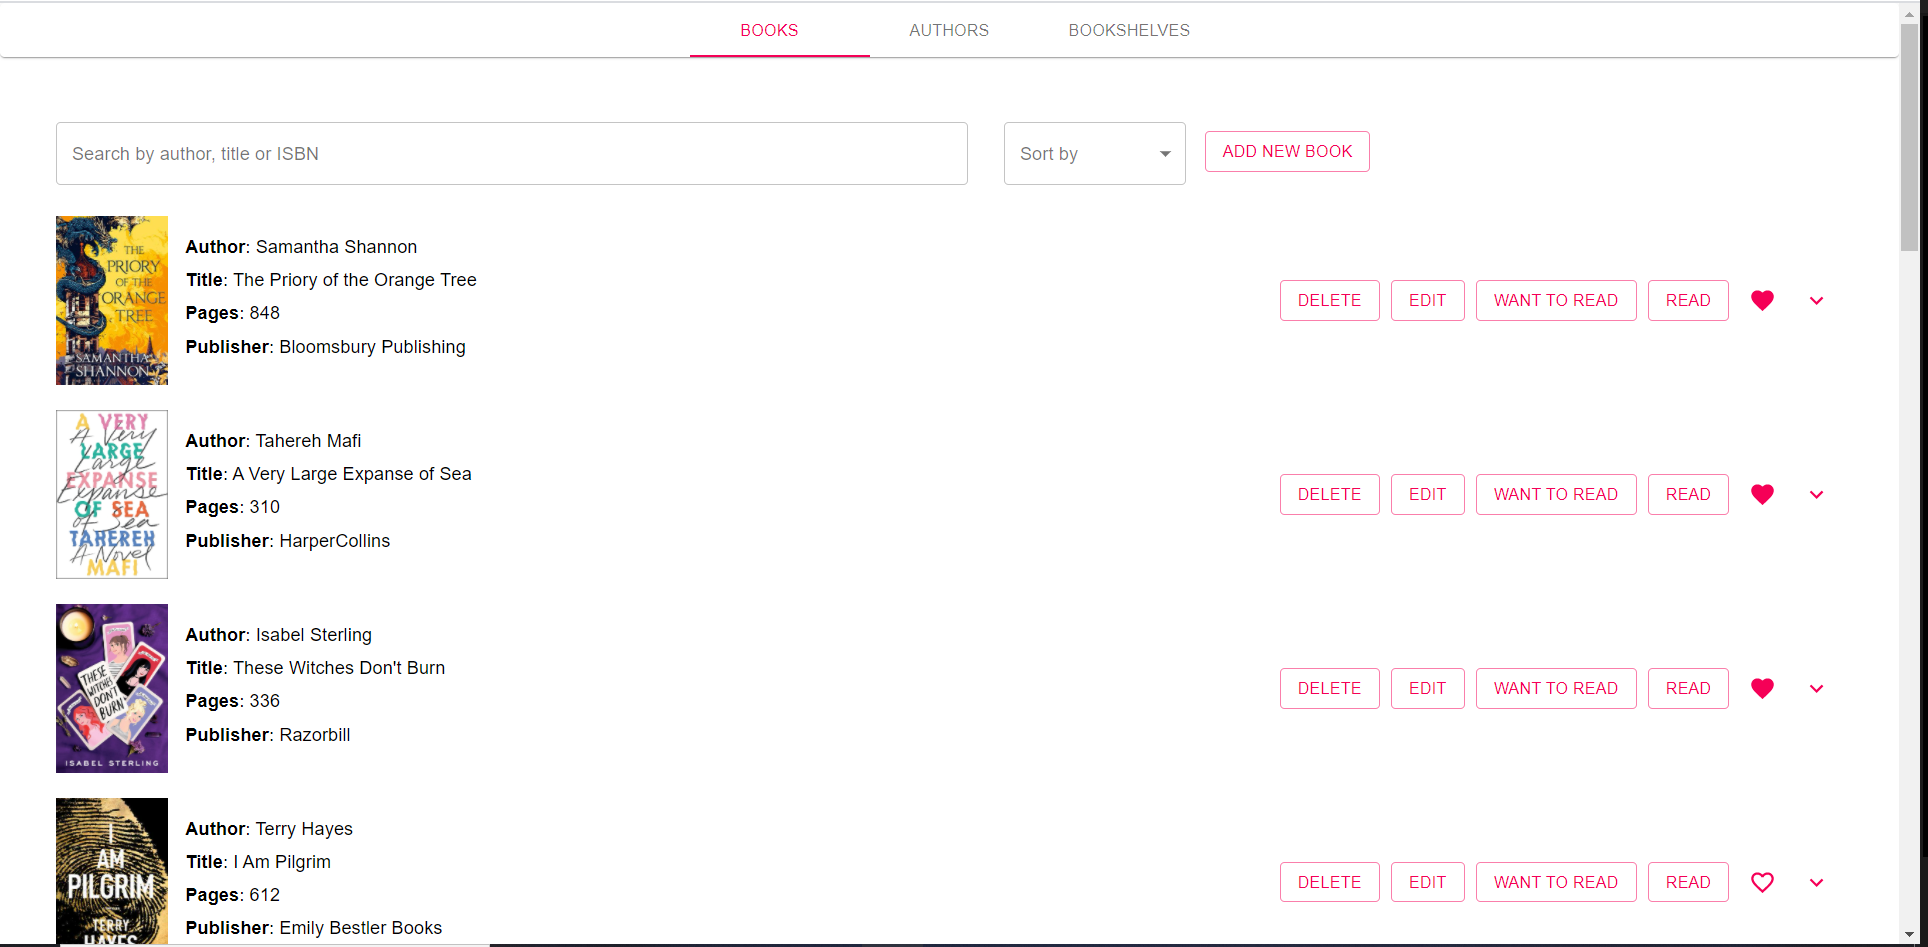 BOOKS AUTHORS BOOKSHELVES
Search by author, title or ISBN
Sort by
ADD NEW BOOK
THE
PRIORY
OF THE
ORANGE
TREE
SAMANTHA
SHANNON
Author: Samantha Shannon
Title: The Priory of the Orange Tree
Pages: 848
Publisher: Bloomsbury Publishing
DELETE EDIT WANT TO READ READ
A VERY
A Very
LARGE
Large
EXPANSE
Expanse
OF SEA
of Sea
TAHEREH
A Novel
MAFI
Author: Tahereh Mafi
Title: A Very Large Expanse of Sea
Pages: 310
Publisher: HarperCollins
DELETE EDIT WANT TO READ READ
THESE
WITCHES
DON'T
BURN
ISABEL STERLING
Author: Isabel Sterling
Title: These Witches Don't Burn
Pages: 336
Publisher: Razorbill
DELETE EDIT WANT TO READ READ
I
AM
PILGRIM
TERRY
HAYES
Author: Terry Hayes
Title: I Am Pilgrim
Pages: 612
Publisher: Emily Bestler Books
DELETE EDIT WANT TO READ READ